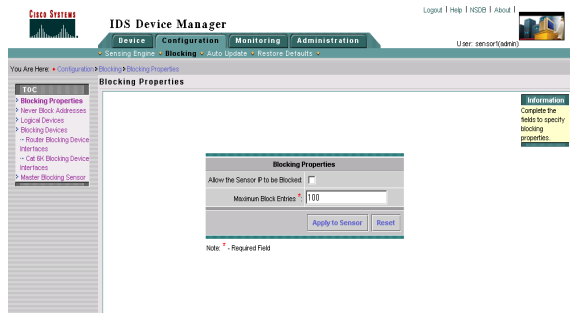 Cisco Systems
IDS Device Manager
Logout | Help | NSDB | About |
Device Configuration Monitoring Administration
User: sensor1(admin)
Sensing Engine Blocking Auto Update Restore Defaults
You Are Here: Configuration > Blocking > Blocking Properties
TOC
Blocking Properties
Never Block Addresses
Logical Devices
Blocking Devices
Router Blocking Device
Interfaces
Cat 6K Blocking Device
Interfaces
Master Blocking Sensor
Blocking Properties
Blocking Properties
Allow the Sensor IP to be Blocked:
Maximum Block Entries *: 100
Apply to Sensor Reset
Note: * - Required Field
Information
Complete the
fields to specify
blocking
properties.